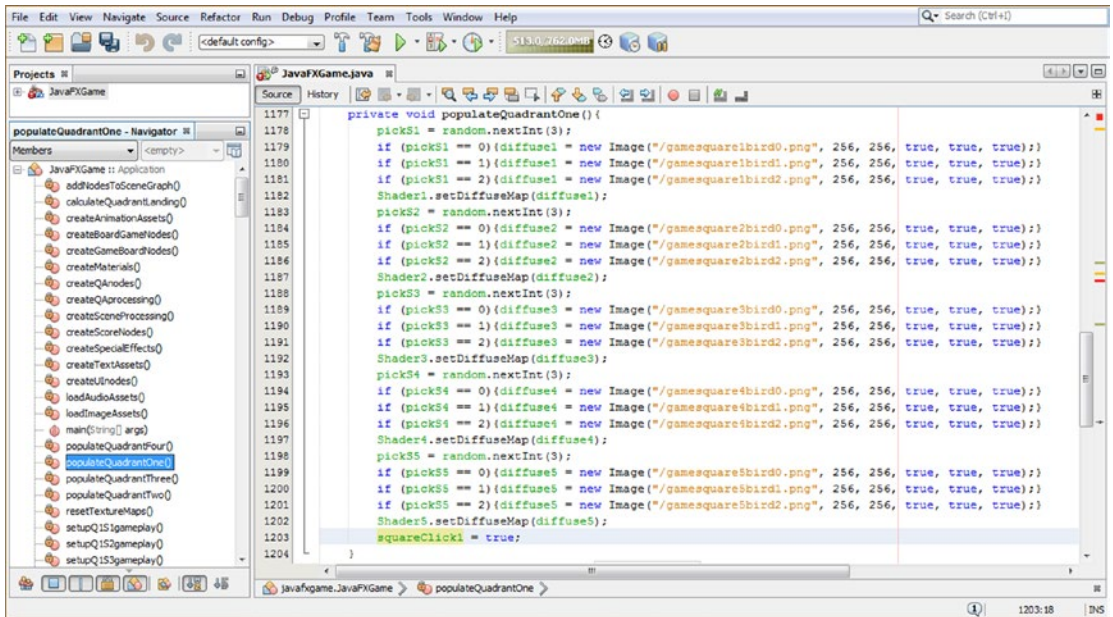 File Edit View Navigate Source Refactor Run Debug Profile Team Tools Window Help
Search (Ctrl+I)
<default config>
513.0/762.0MB
Projects
JavaFXGame
populateQuadrantOne - Navigator
Members
<empty>
JavaFXGame :: Application
addNodesToSceneGraph()
calculateQuadrantLanding()
createAnimationAssets()
createBoardGameNodes()
createGameBoardNodes()
createMaterials()
createQAnodes()
createQAprocessing()
createSceneProcessing()
createScoreNodes()
createSpecialEffects()
createTextAssets()
createUInodes()
loadAudioAssets()
loadImageAssets()
main(String[] args)
populateQuadrantFour()
populateQuadrantOne()
populateQuadrantThree()
populateQuadrantTwo()
resetTextureMaps()
setupQ1S1gameplay()
setupQ1S2gameplay()
setupQ1S3gameplay()
JavaFXGame.java
Source History
1177 private void populateQuadrantOne(){
1178 pickS1 = random.nextInt(3);
1179 if (pickS1 == 0){diffuse1 = new Image("/gamesquare1bird0.png", 256, 256, true, true, true);}
1180 if (pickS1 == 1){diffuse1 = new Image("/gamesquare1bird1.png", 256, 256, true, true, true);}
1181 if (pickS1 == 2){diffuse1 = new Image("/gamesquare1bird2.png", 256, 256, true, true, true);}
1182 Shader1.setDiffuseMap(diffuse1);
1183 pickS2 = random.nextInt(3);
1184 if (pickS2 == 0){diffuse2 = new Image("/gamesquare2bird0.png", 256, 256, true, true, true);}
1185 if (pickS2 == 1){diffuse2 = new Image("/gamesquare2bird1.png", 256, 256, true, true, true);}
1186 if (pickS2 == 2){diffuse2 = new Image("/gamesquare2bird2.png", 256, 256, true, true, true);}
1187 Shader2.setDiffuseMap(diffuse2);
1188 pickS3 = random.nextInt(3);
1189 if (pickS3 == 0){diffuse3 = new Image("/gamesquare3bird0.png", 256, 256, true, true, true);}
1190 if (pickS3 == 1){diffuse3 = new Image("/gamesquare3bird1.png", 256, 256, true, true, true);}
1191 if (pickS3 == 2){diffuse3 = new Image("/gamesquare3bird2.png", 256, 256, true, true, true);}
1192 Shader3.setDiffuseMap(diffuse3);
1193 pickS4 = random.nextInt(3);
1194 if (pickS4 == 0){diffuse4 = new Image("/gamesquare4bird0.png", 256, 256, true, true, true);}
1195 if (pickS4 == 1){diffuse4 = new Image("/gamesquare4bird1.png", 256, 256, true, true, true);}
1196 if (pickS4 == 2){diffuse4 = new Image("/gamesquare4bird2.png", 256, 256, true, true, true);}
1197 Shader4.setDiffuseMap(diffuse4);
1198 pickS5 = random.nextInt(3);
1199 if (pickS5 == 0){diffuse5 = new Image("/gamesquare5bird0.png", 256, 256, true, true, true);}
1200 if (pickS5 == 1){diffuse5 = new Image("/gamesquare5bird1.png", 256, 256, true, true, true);}
1201 if (pickS5 == 2){diffuse5 = new Image("/gamesquare5bird2.png", 256, 256, true, true, true);}
1202 Shader5.setDiffuseMap(diffuse5);
1203 squareClick1 = true;
1204 }
javafxgame.JavaFXGame populateQuadrantOne
1 1203:18 INS